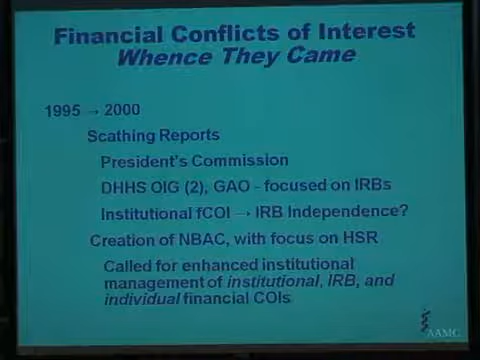 Financial Conflicts of Interest
Whence They Came
1995 → 2000
Scathing Reports
President's Commission
DHHS OIG (2), GAO - focused on IRBs
Institutional fCOI → IRB Independence?
Creation of NBAC, with focus on HSR
Called for enhanced institutional
management of institutional, IRB, and
individual financial COIs
AAMC